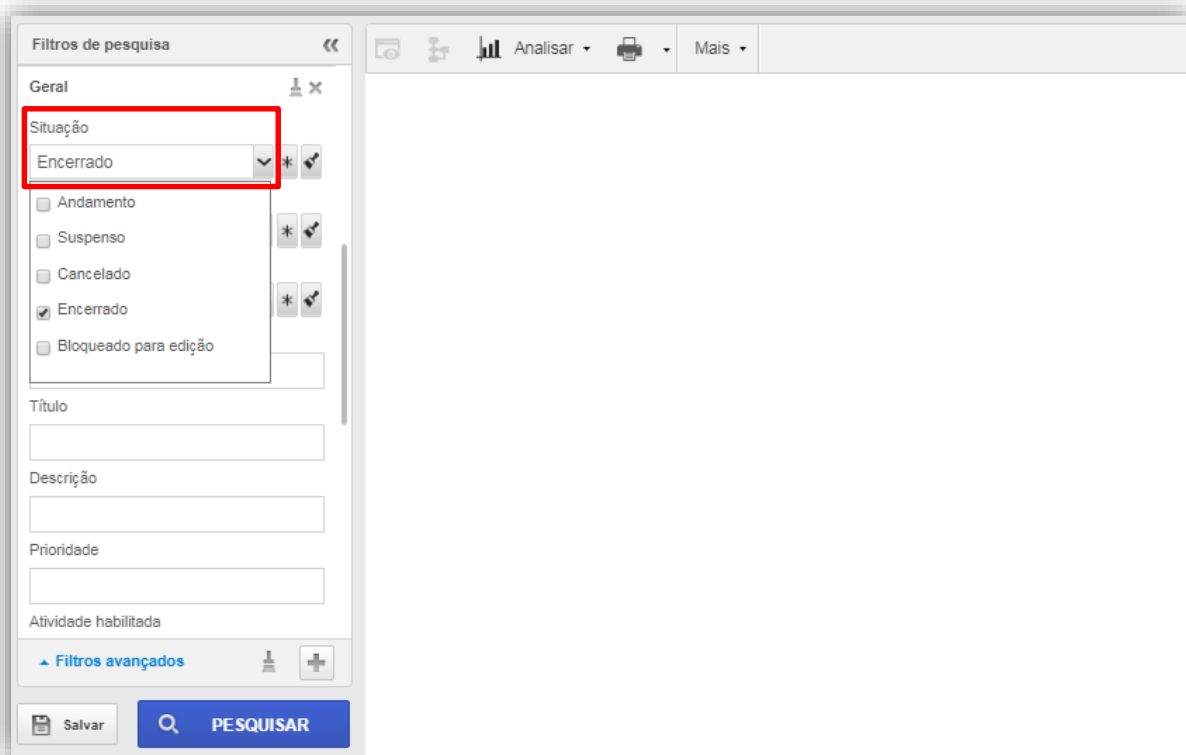 Filtros de pesquisa
Analisar
Mais
Geral
Situação
Encerrado
Andamento
Suspenso
Cancelado
Encerrado
Bloqueado para edição
Título
Descrição
Prioridade
Atividade habilitada
Filtros avançados
Salvar
PESQUISAR